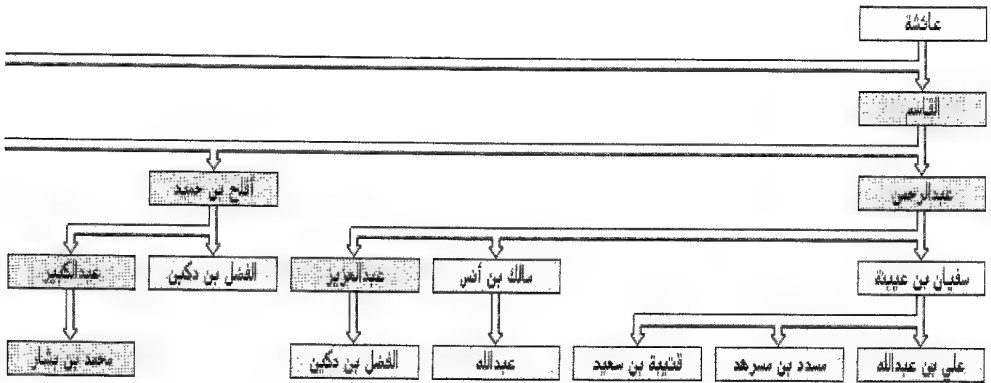 عائشة
القاسم
أفلح بن حميد
عبدالرحمن
عبدالكبير
الفضل بن دكين
عبدالعزيز
مالك بن أنس
سفيان بن عيينة
محمد بن بشار
الفضل بن دكين
عبدالله
قتيبة بن سعيد
مسدد بن مسرهد
علي بن عبدالله